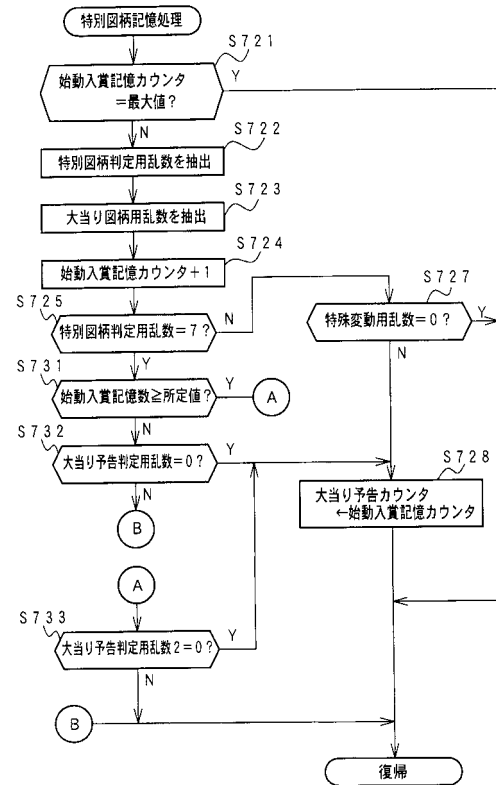 特別図柄記憶処理
S721
始動入賞記憶カウンタ
=最大値?
Y
N
S722
特別図柄判定用乱数を抽出
S723
大当り図柄用乱数を抽出
S724
始動入賞記憶カウンタ+1
S725
特別図柄判定用乱数=7?
N
Y
S727
特殊変動用乱数=0?
Y
N
S731
始動入賞記憶数≧所定値?
Y
A
N
S732
大当り予告判定用乱数=0?
Y
N
B
S728
大当り予告カウンタ
←始動入賞記憶カウンタ
A
S733
大当り予告判定用乱数2=0?
Y
N
B
復帰